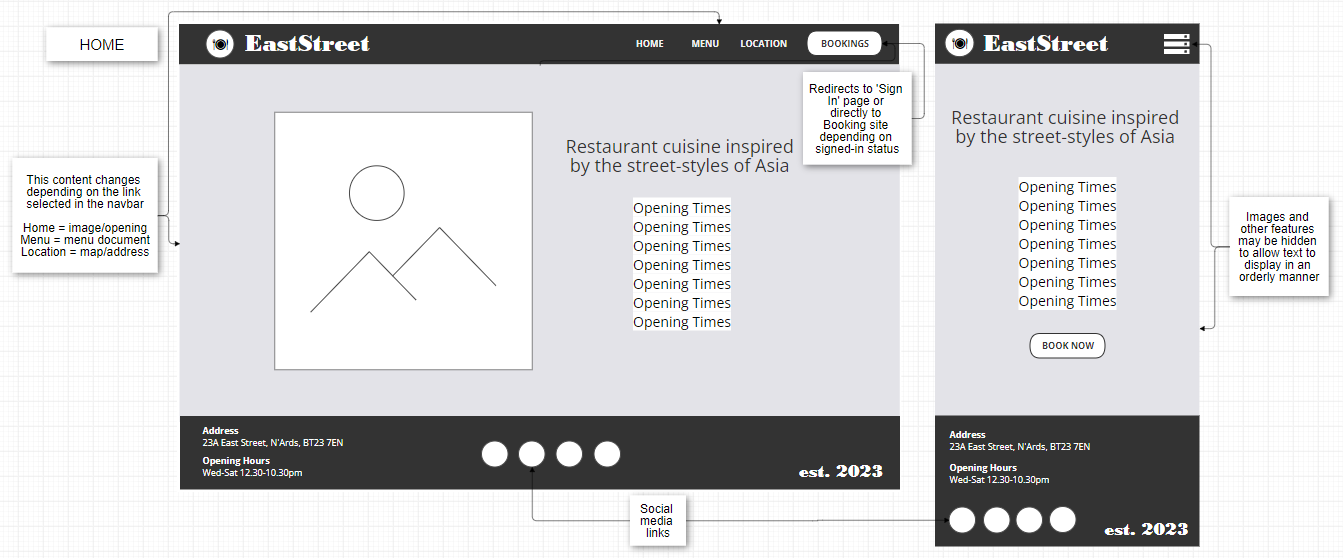 HOME
This content changes
depending on the link
selected in the navbar
Home = image/opening
Menu = menu document
Location = map/address
EastStreet
HOME
MENU
LOCATION
BOOKINGS
Redirects to 'Sign
In' page or
directly to
Booking site
depending on
signed-in status
Restaurant cuisine inspired
by the street-styles of Asia
Opening Times
Opening Times
Opening Times
Opening Times
Opening Times
Opening Times
Opening Times
Address
23A East Street, N'Ards, BT23 7EN
Opening Hours
Wed-Sat 12.30-10.30pm
est. 2023
Social
media
links
EastStreet
Restaurant cuisine inspired
by the street-styles of Asia
Opening Times
Opening Times
Opening Times
Opening Times
Opening Times
Opening Times
Opening Times
BOOK NOW
Address
23A East Street, N'Ards, BT23 7EN
Opening Hours
Wed-Sat 12.30-10.30pm
est. 2023
Images and
other features
may be hidden
to allow text to
display in an
orderly manner